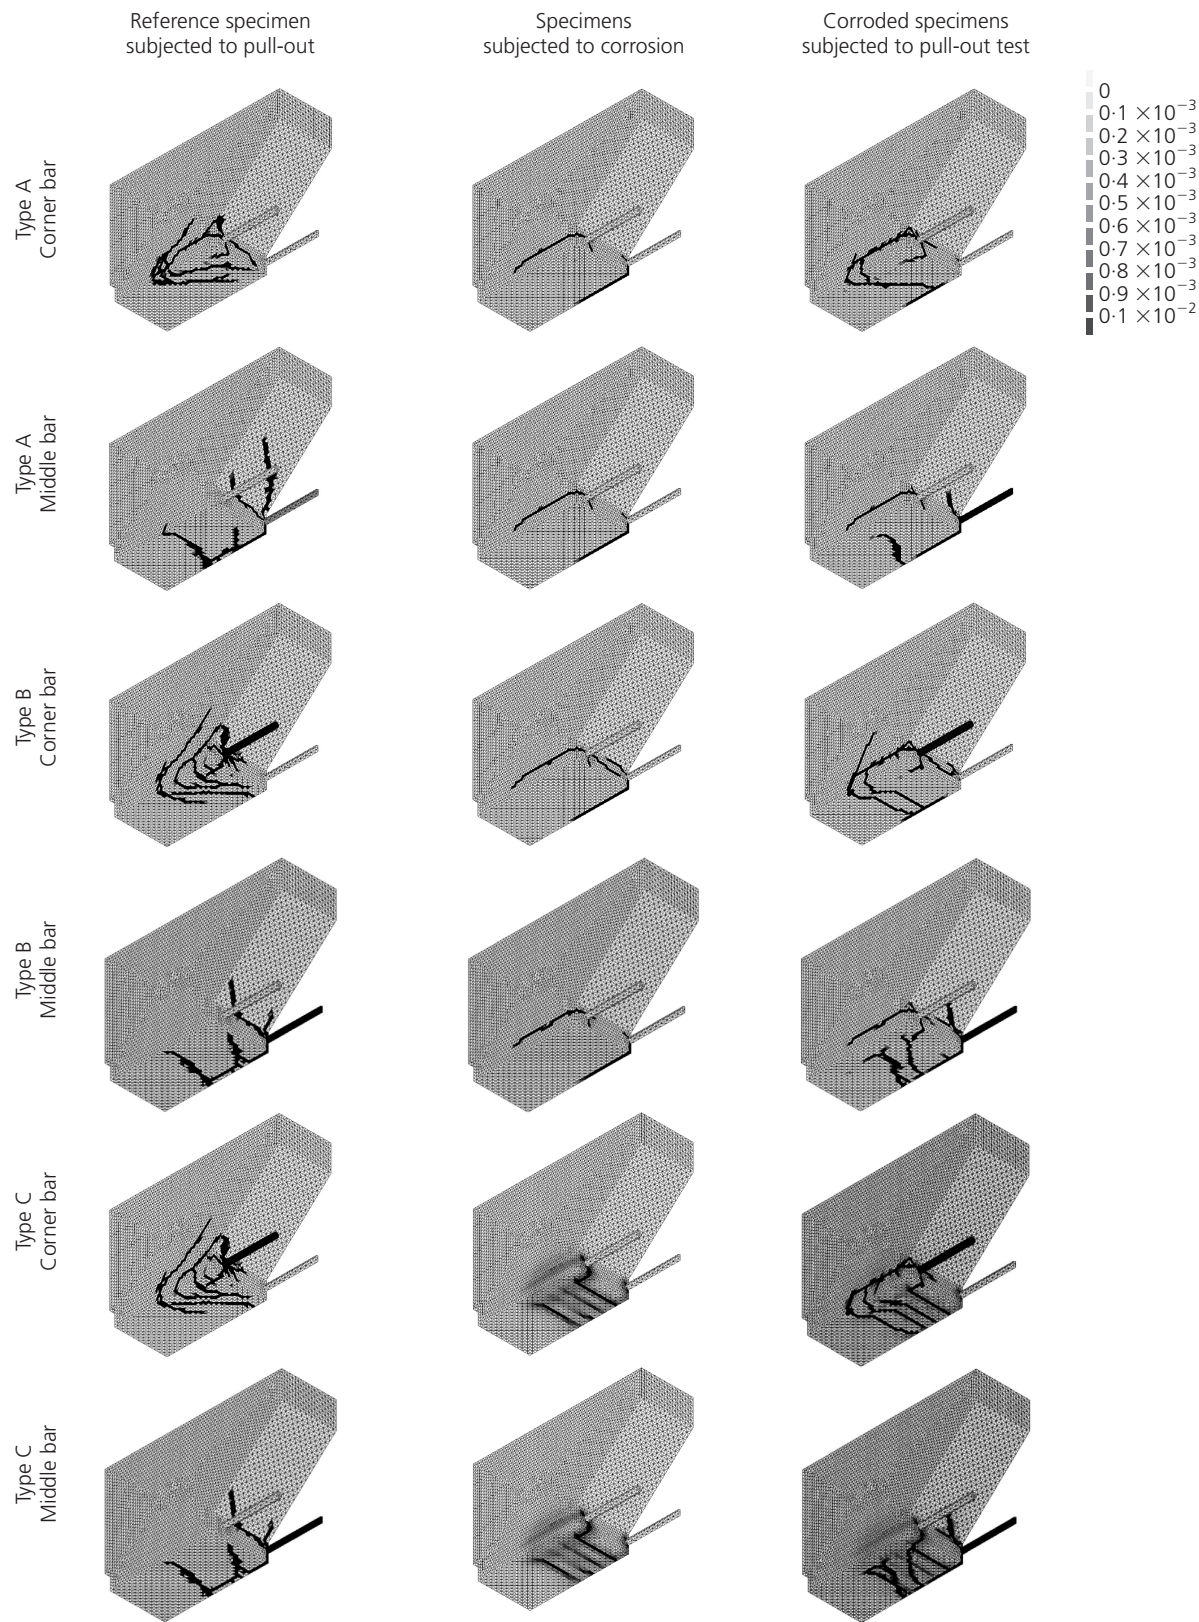 Reference specimen
subjected to pull-out
Specimens
subjected to corrosion
Corroded specimens
subjected to pull-out test
0
0·1 ×10⁻³
0·2 ×10⁻³
0·3 ×10⁻³
0·4 ×10⁻³
0·5 ×10⁻³
0·6 ×10⁻³
0·7 ×10⁻³
0·8 ×10⁻³
0·9 ×10⁻³
0·1 ×10⁻²
Type A
Corner bar
Type A
Middle bar
Type B
Corner bar
Type B
Middle bar
Type C
Corner bar
Type C
Middle bar